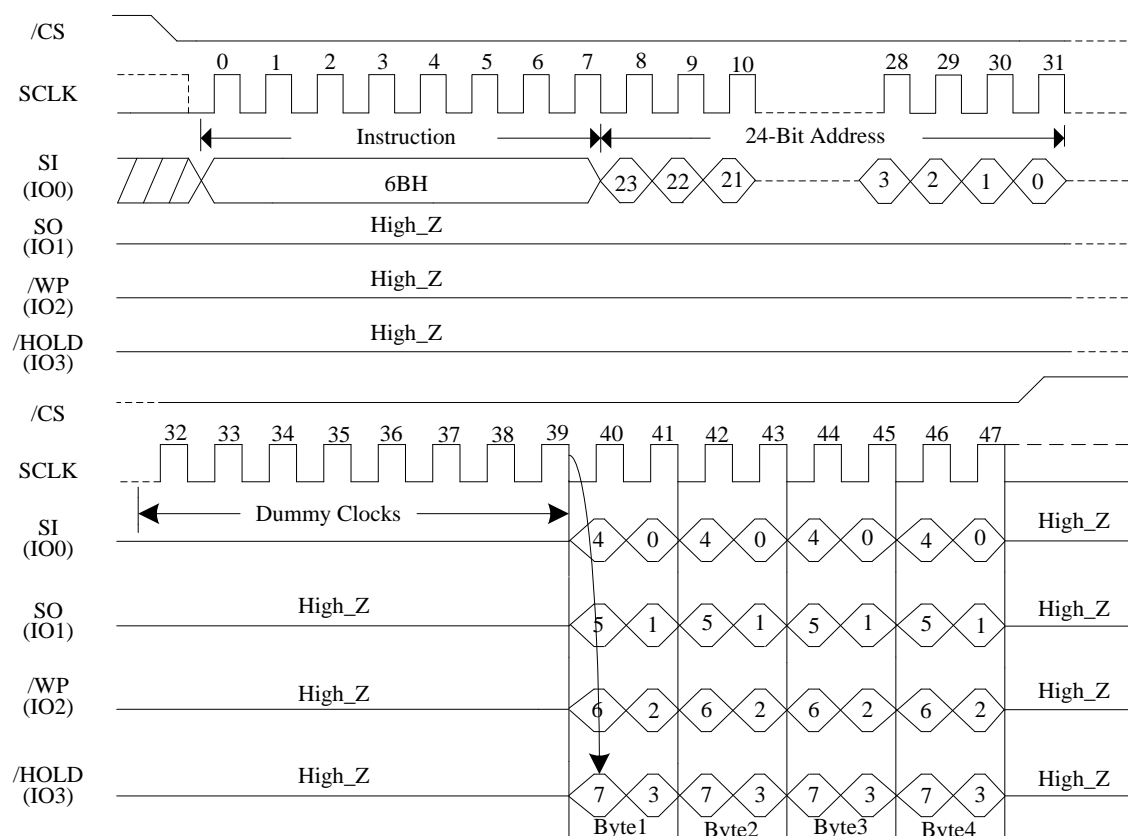 /CS
0 1 2 3 4 5 6 7 8 9 10 28 29 30 31
SCLK
Instruction 24-Bit Address
SI
(IO0)
6BH 23 22 21 3 2 1 0
SO
(IO1)
High_Z
/WP
(IO2)
High_Z
/HOLD
(IO3)
High_Z
/CS
32 33 34 35 36 37 38 39 40 41 42 43 44 45 46 47
SCLK
Dummy Clocks
SI
(IO0)
4 0 4 0 4 0 4 0 High_Z
SO
(IO1)
High_Z 5 1 5 1 5 1 5 1 High_Z
/WP
(IO2)
High_Z 6 2 6 2 6 2 6 2 High_Z
/HOLD
(IO3)
High_Z 7 3 7 3 7 3 7 3 High_Z
Byte1 Byte2 Byte3 Byte4